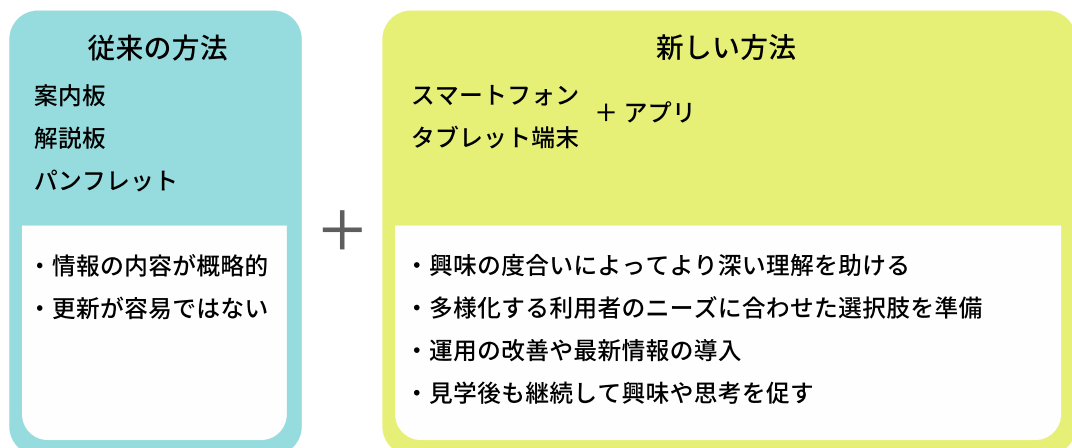 従来の方法
案内板
解説板
パンフレット
・情報の内容が概略的
・更新が容易ではない
＋
新しい方法
スマートフォン
タブレット端末
＋ アプリ
・興味の度合いによってより深い理解を助ける
・多様化する利用者のニーズに合わせた選択肢を準備
・運用の改善や最新情報の導入
・見学後も継続して興味や思考を促す